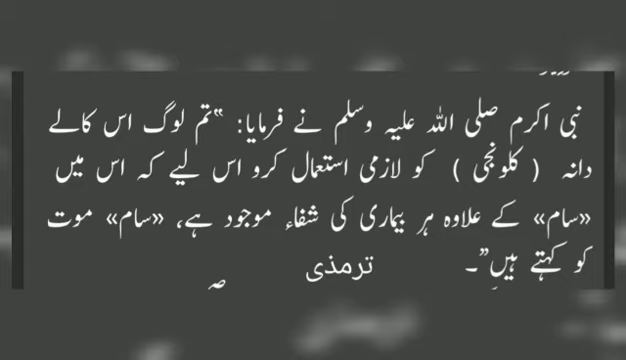 نبی اکرم صلی اللہ علیہ وسلم نے فرمایا: “تم لوگ اس کالے
دانہ ( کلونجی ) کو لازمی استعمال کرو اس لیے کہ اس میں
«سام» کے علاوہ ہر بیماری کی شفاء موجود ہے، «سام» موت
کو کہتے ہیں”۔ ترمذی